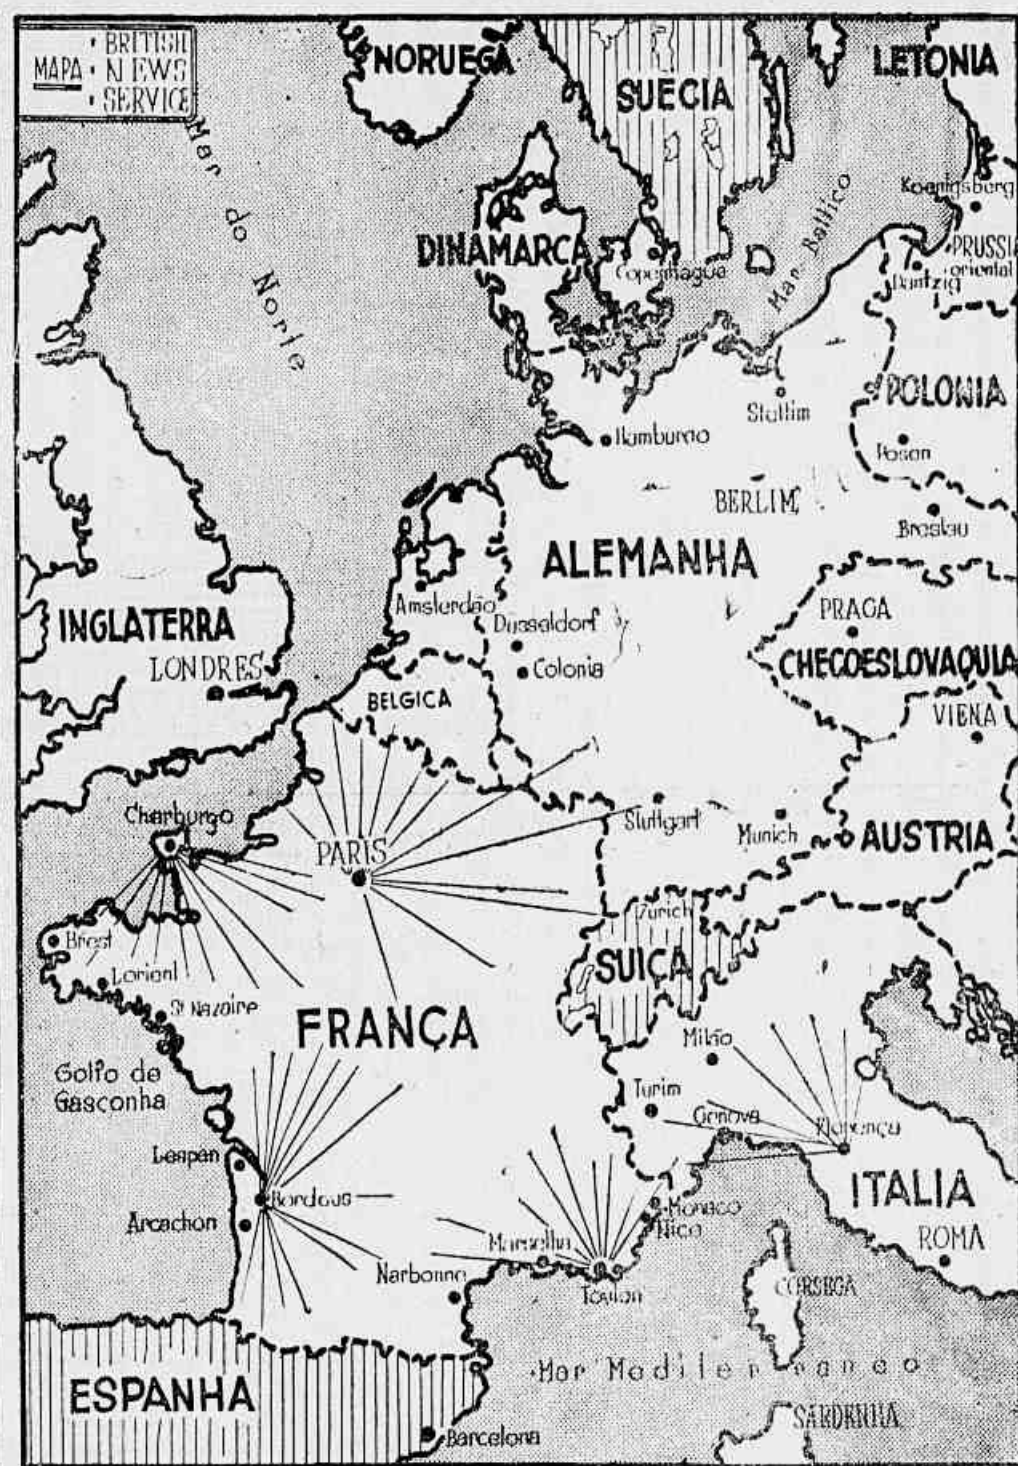 MAPA
• BRITISH
• NEWS
• SERVICE
NORUEGA
SUECIA
LETONIA
Mar do Norte
Koenigsberg
Mar Baltico
DINAMARCA
Copenhague
PRUSSIA
oriental
Dantzig
POLONIA
Stettim
Hamburgo
Posen
BERLIM
Breslau
ALEMANHA
Amsterdão
INGLATERRA
Dusseldorf
PRAGA
LONDRES
Colonia
CHECOESLOVAQUIA
BELGICA
VIENA
Charburgo
Stuttgart
Munich
AUSTRIA
PARIS
Zurich
Brest
SUIÇA
Lorient
St Nazaire
FRANÇA
Milão
Golfo de
Gasconha
Turim
Genova
Florença
Lespan
Bordeus
ITALIA
Monaco
Arcachon
Nice
Marselha
ROMA
Narbonne
Toulon
CORSEGA
Mar Mediterraneo
ESPANHA
SARDENHA
Barcelona